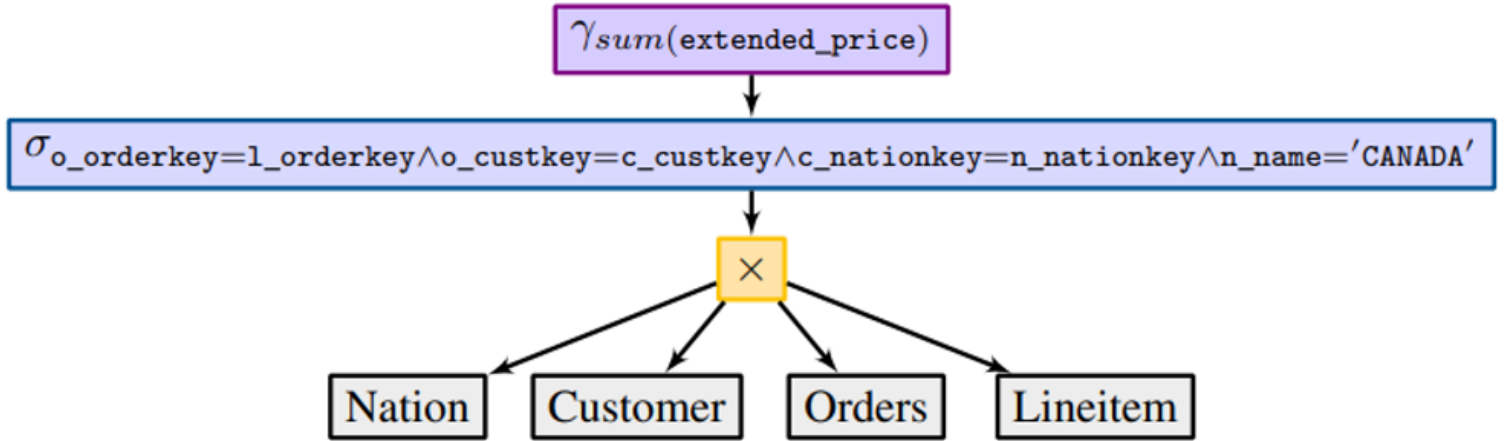 γsum(extended_price)
σo_orderkey=l_orderkey∧o_custkey=c_custkey∧c_nationkey=n_nationkey∧n_name=′CANADA′
×
Nation Customer Orders Lineitem